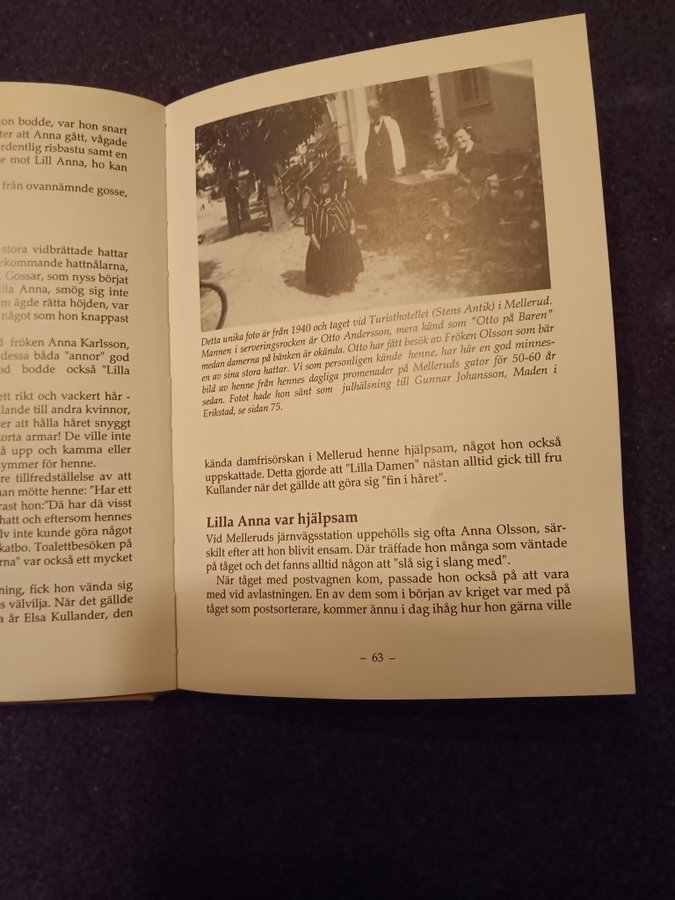 on bodde, var hon snart
ter att Anna gått, vågade
erdentlig risbastu samt en
e mot Lill Anna, ho kan
från ovannämnde gosse,
stora vidbrättade hattar
ekommande hattnålarna,
Gossar, som nyss börjat
lla Anna, smög sig inte
m ägde rätta höjden, var
något som hon knappast
fröken Anna Karlsson,
dessa båda "annor" god
od bodde också "Lilla
ett rikt och vackert hår -
llande till andra kvinnor,
er att hålla håret snyggt
orta armar! De ville inte
å upp och kamma eller
kymmer för henne.
re tillfredställelse av att
nan mötte henne: "Har ett
rast hon:"Dä har dä visst
hatt och eftersom hennes
lv inte kunde göra något
katbo. Toalettbesöken på
rna" var också ett mycket
ning, fick hon vända sig
s välvilja. När det gällde
a år Elsa Kullander, den
Detta unika foto är från 1940 och taget vid Turisthotellet (Stens Antik) i Mellerud.
Mannen i serveringsrocken är Otto Andersson, mera känd som "Otto på Baren"
medan damerna på bänken är okända. Otto har fått besök av Fröken Olsson som bär
en av sina stora hattar. Vi som personligen kände henne, har här en god minnes-
bild av henne från hennes dagliga promenader på Melleruds gator för 50-60 år
sedan. Fotot hade hon sänt som julhälsning till Gunnar Johansson, Maden i
Erikstad, se sidan 75.
kända damfrisörskan i Mellerud henne hjälpsam, något hon också
uppskattade. Detta gjorde att "Lilla Damen" nästan alltid gick till fru
Kullander när det gällde att göra sig "fin i håret".
Lilla Anna var hjälpsam
Vid Melleruds järnvägsstation uppehölls sig ofta Anna Olsson, sär-
skilt efter att hon blivit ensam. Där träffade hon många som väntade
på tåget och det fanns alltid någon att "slå sig i slang med".
När tåget med postvagnen kom, passade hon också på att vara
med vid avlastningen. En av dem som i början av kriget var med på
tåget som postsorterare, kommer ännu i dag ihåg hur hon gärna ville
– 63 –